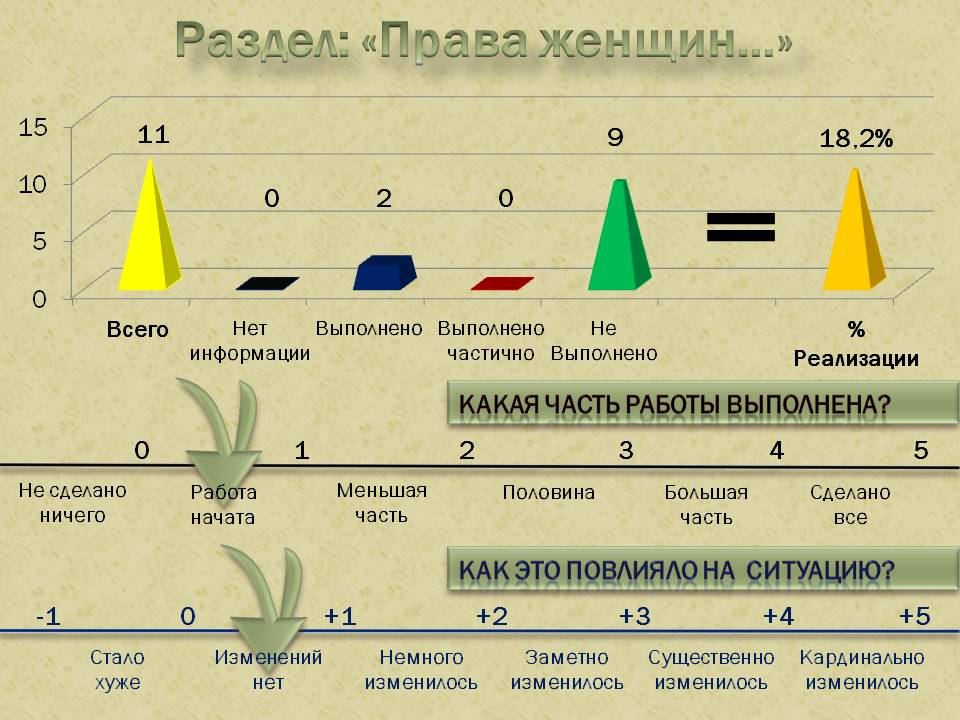 Раздел: «Права женщин...»
15
10
5
0
11
0
2
0
9
18,2%
Всего
Нет
информации
Выполнено
Выполнено
частично
Не
Выполнено
%
Реализации
КАКАЯ ЧАСТЬ РАБОТЫ ВЫПОЛНЕНА?
0 1 2 3 4 5
Не сделано
ничего
Работа
начата
Меньшая
часть
Половина
Большая
часть
Сделано
все
КАК ЭТО ПОВЛИЯЛО НА СИТУАЦИЮ?
-1 0 +1 +2 +3 +4 +5
Стало
хуже
Изменений
нет
Немного
изменилось
Заметно
изменилось
Существенно
изменилось
Кардинально
изменилось